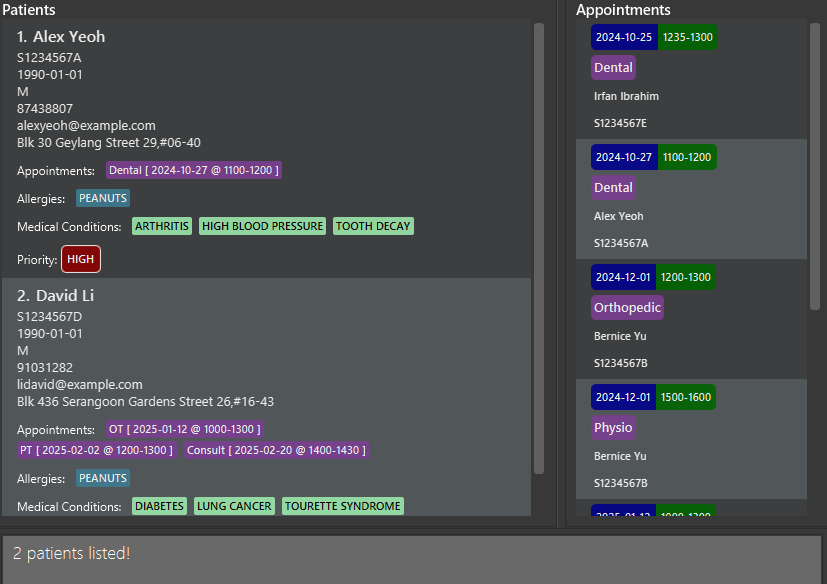 Patients
1. Alex Yeoh
S1234567A
1990-01-01
M
87438807
alexyeoh@example.com
Blk 30 Geylang Street 29,#06-40
Appointments: Dental [ 2024-10-27 @ 1100-1200 ]
Allergies: PEANUTS
Medical Conditions: ARTHRITIS HIGH BLOOD PRESSURE TOOTH DECAY
Priority: HIGH
2. David Li
S1234567D
1990-01-01
M
91031282
lidavid@example.com
Blk 436 Serangoon Gardens Street 26,#16-43
Appointments: OT [ 2025-01-12 @ 1000-1300 ]
PT [ 2025-02-02 @ 1200-1300 ] Consult [ 2025-02-20 @ 1400-1430 ]
Allergies: PEANUTS
Medical Conditions: DIABETES LUNG CANCER TOURETTE SYNDROME
Appointments
2024-10-25 1235-1300
Dental
Irfan Ibrahim
S1234567E
2024-10-27 1100-1200
Dental
Alex Yeoh
S1234567A
2024-12-01 1200-1300
Orthopedic
Bernice Yu
S1234567B
2024-12-01 1500-1600
Physio
Bernice Yu
S1234567B
2025-01-12 1000-1300
2 patients listed!